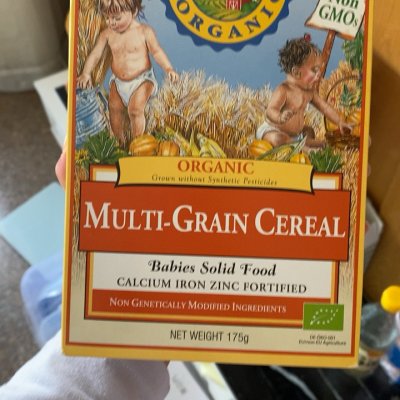 ORGANIC
Non
GMOs
ORGANIC
Grown without Synthetic Pesticides
MULTI-GRAIN CEREAL
Babies Solid Food
CALCIUM IRON ZINC FORTIFIED
NON GENETICALLY MODIFIED INGREDIENTS
NET WEIGHT 175g